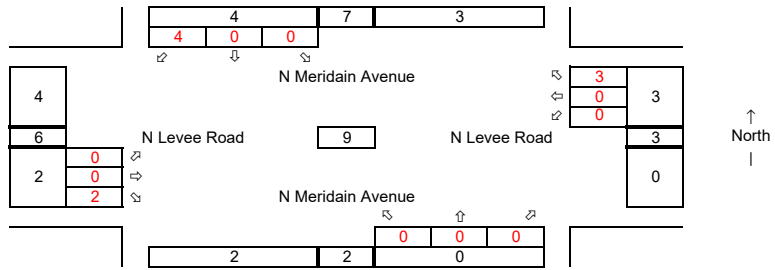 4 7 3
4 0 0
↙ ⇩ ↘
N Meridain Avenue
↖ 3
4 ⇦ 0 3
↙ 0
6 N Levee Road 9 N Levee Road 3
↑
North
|
0 ↗
2 0 ⇨ 0
2 ↘
N Meridain Avenue
↖ ⇧ ↗
0 0 0
2 2 0